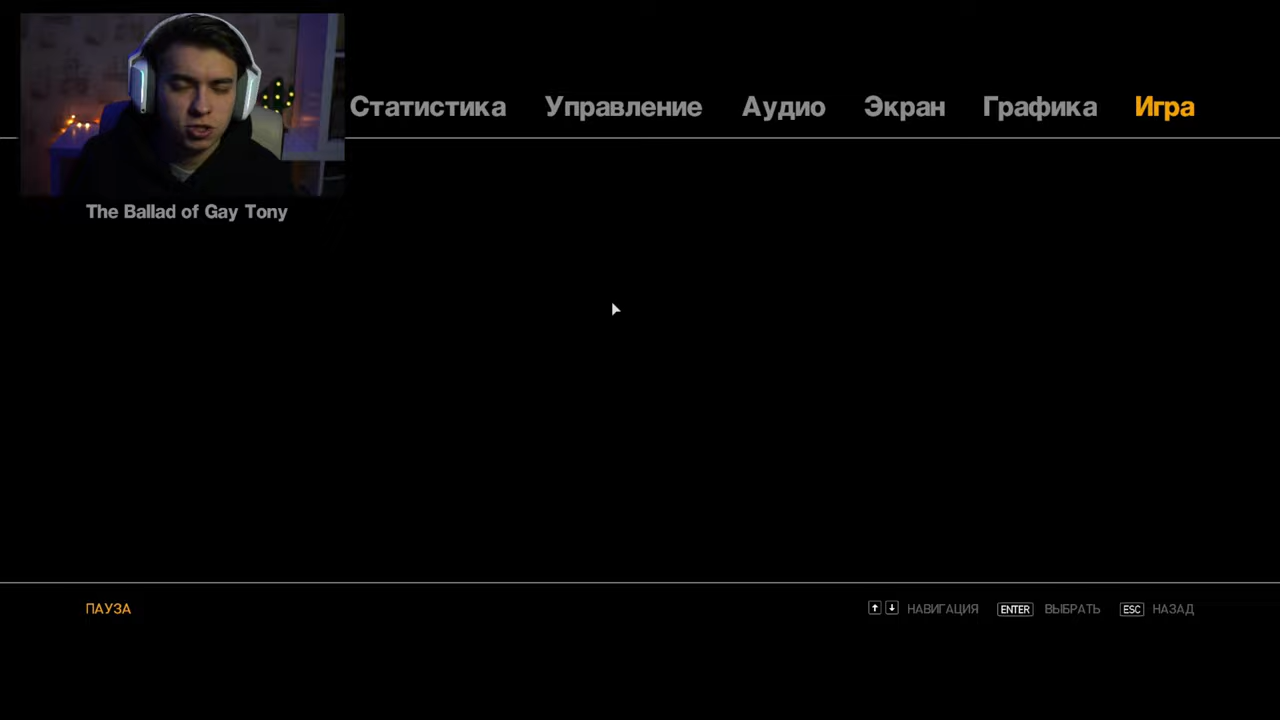 Статистика Управление Аудио Экран Графика Игра
The Ballad of Gay Tony
ПАУЗА НАВИГАЦИЯ ENTER ВЫБРАТЬ ESC НАЗАД